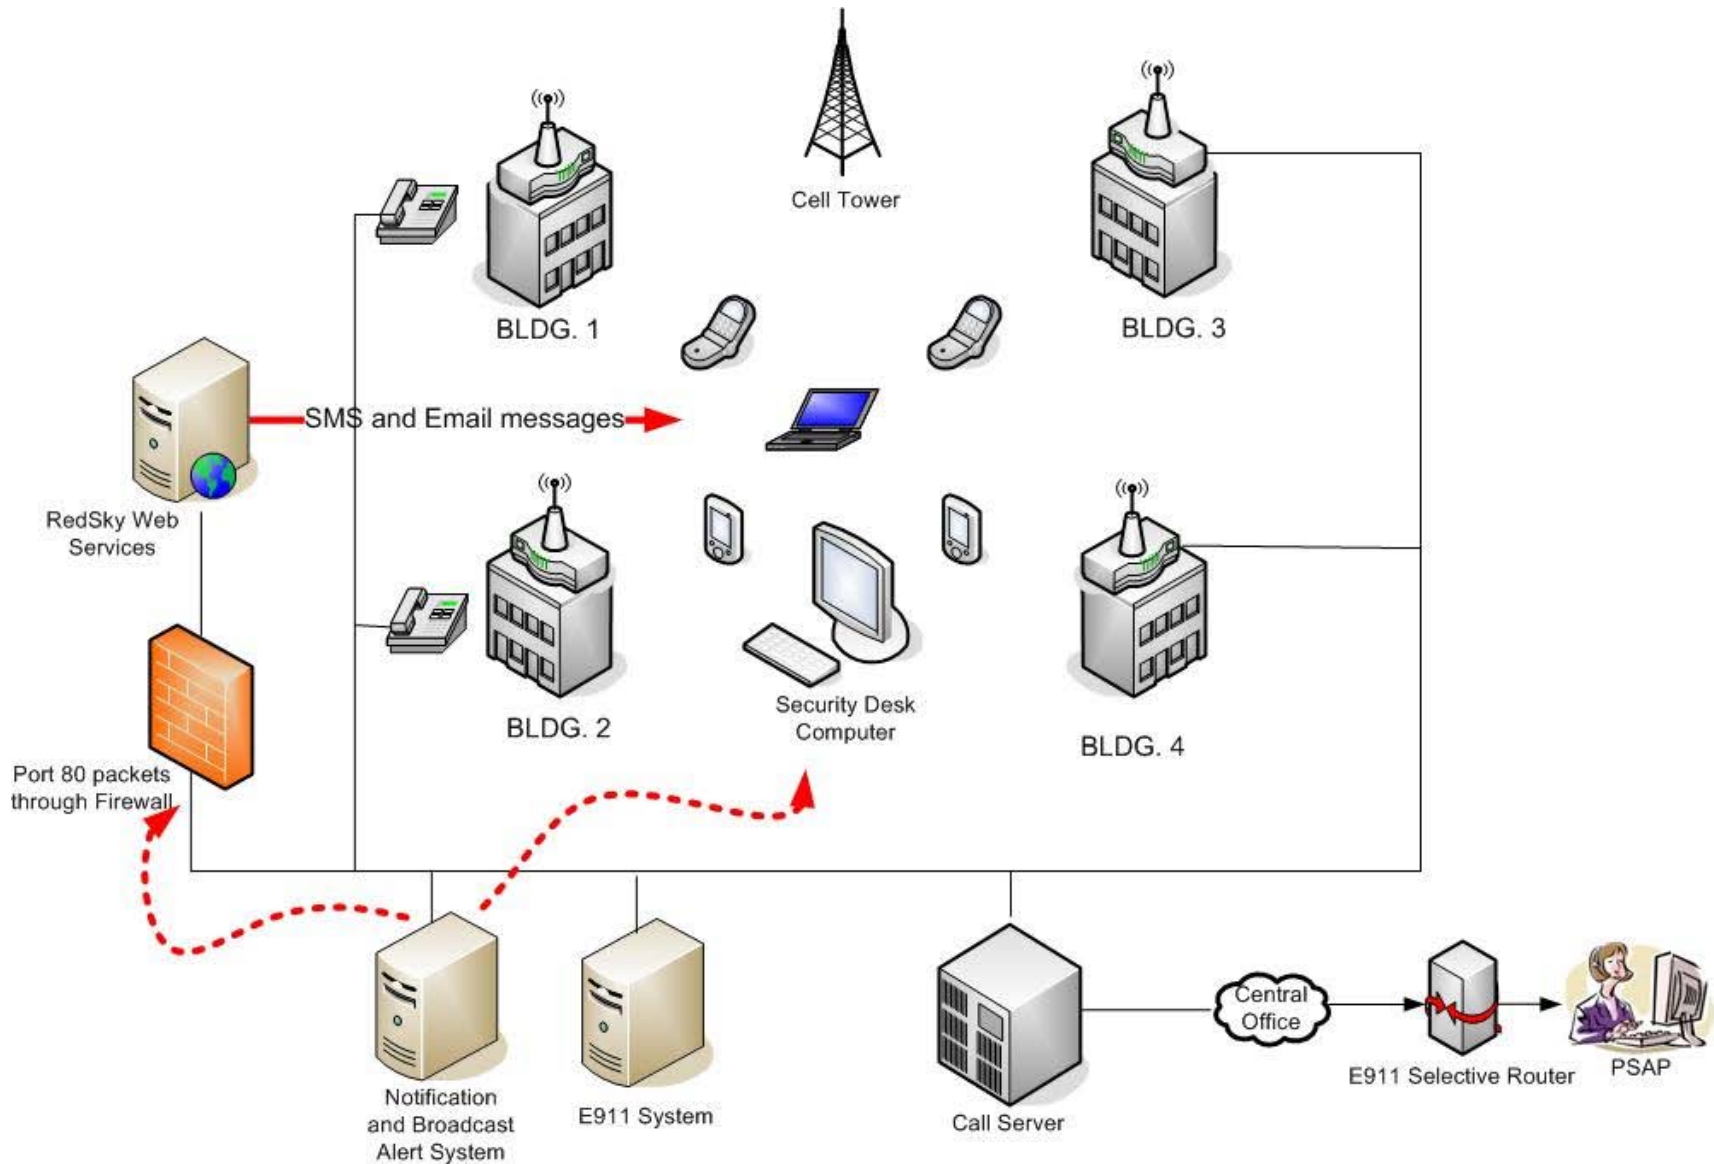 Cell Tower
BLDG. 1
BLDG. 3
SMS and Email messages
RedSky Web
Services
BLDG. 2
Security Desk
Computer
BLDG. 4
Port 80 packets
through Firewall
Central
Office
E911 Selective Router
PSAP
Notification
and Broadcast
Alert System
E911 System
Call Server